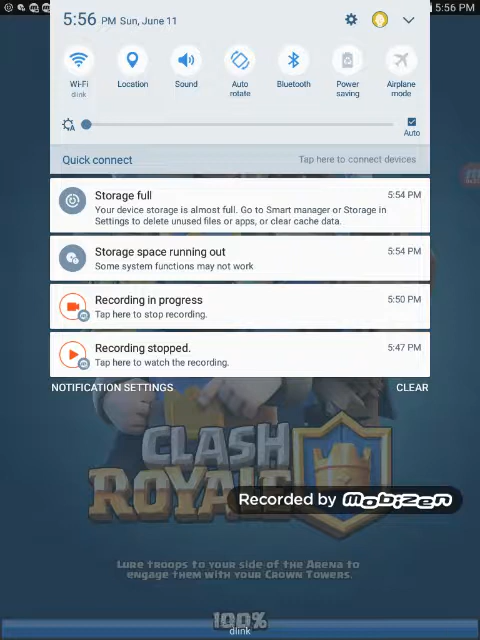 5:56 PM
5:56 PM Sun, June 11
Wi-Fi
dlink
Location
Sound
Auto rotate
Bluetooth
Power saving
Airplane mode
Auto
Quick connect
Tap here to connect devices
Storage full 5:54 PM
Your device storage is almost full. Go to Smart manager or Storage in
Settings to delete unused files or apps, or clear cache data.
Storage space running out 5:54 PM
Some system functions may not work
Recording in progress 5:50 PM
Tap here to stop recording.
Recording stopped. 5:47 PM
Tap here to watch the recording.
NOTIFICATION SETTINGS CLEAR
CLASH
ROYALE
Recorded by mobizen
Lure troops to your side of the Arena to
engage them with your Crown Towers.
100%
dlink